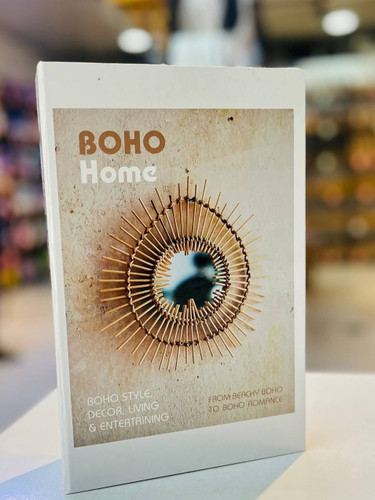 BOHO
Home
BOHO STYLE,
DECOR, LIVING
& ENTERTAINING
FROM BEACHY BOHO
TO BOHO ROMANCE